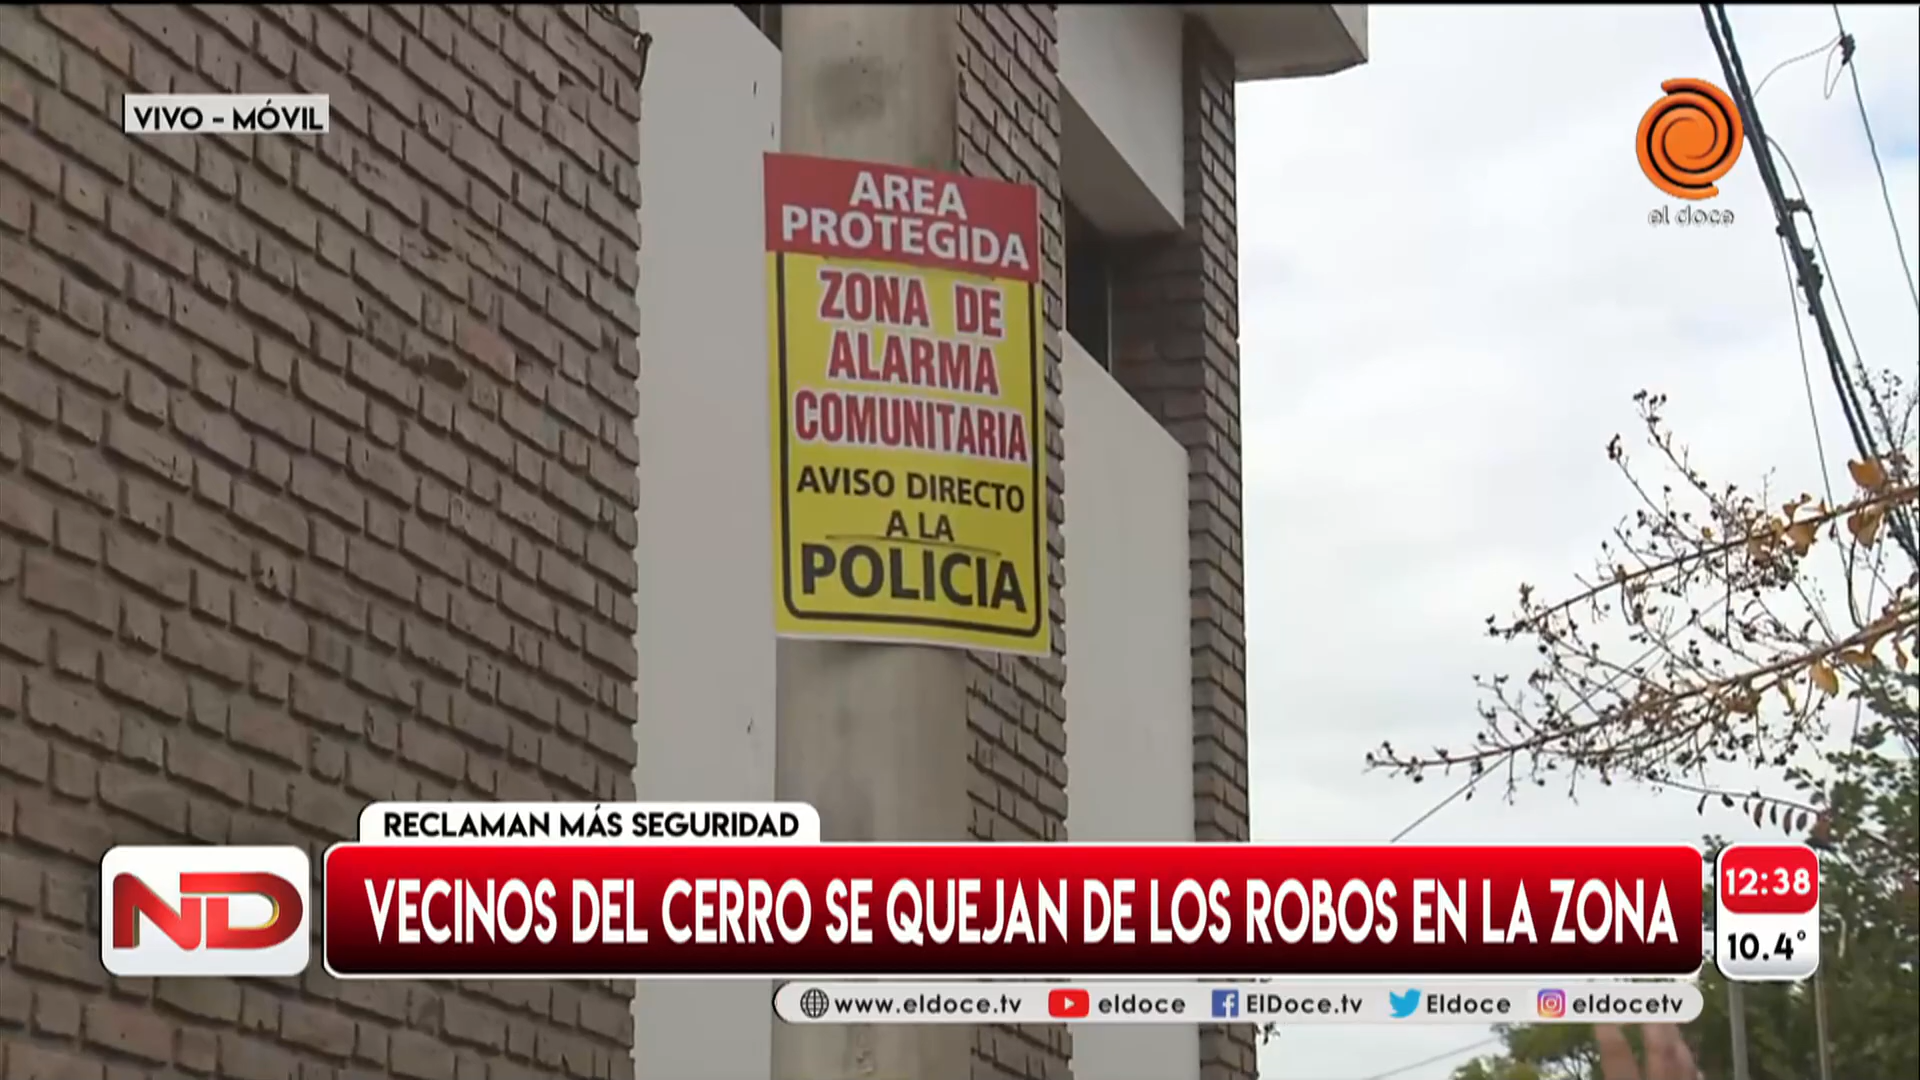 VIVO - MÓVIL
el doce
AREA
PROTEGIDA
ZONA DE
ALARMA
COMUNITARIA
AVISO DIRECTO
A LA
POLICIA
RECLAMAN MÁS SEGURIDAD
ND
VECINOS DEL CERRO SE QUEJAN DE LOS ROBOS EN LA ZONA
12:38
10.4°
www.eldoce.tv eldoce ElDoce.tv Eldoce eldocetv